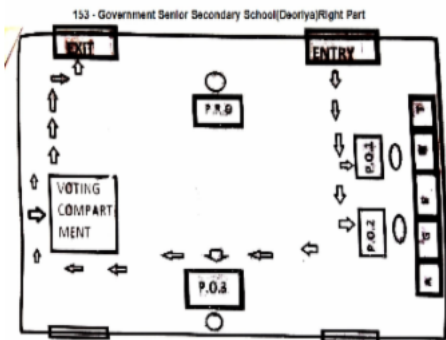 153 - Government Senior Secondary School(Deoriya)Right Part
EXIT
ENTRY
P.R.O
P.O.1
VOTING
COMPART
MENT
P.O.2
P.O.3